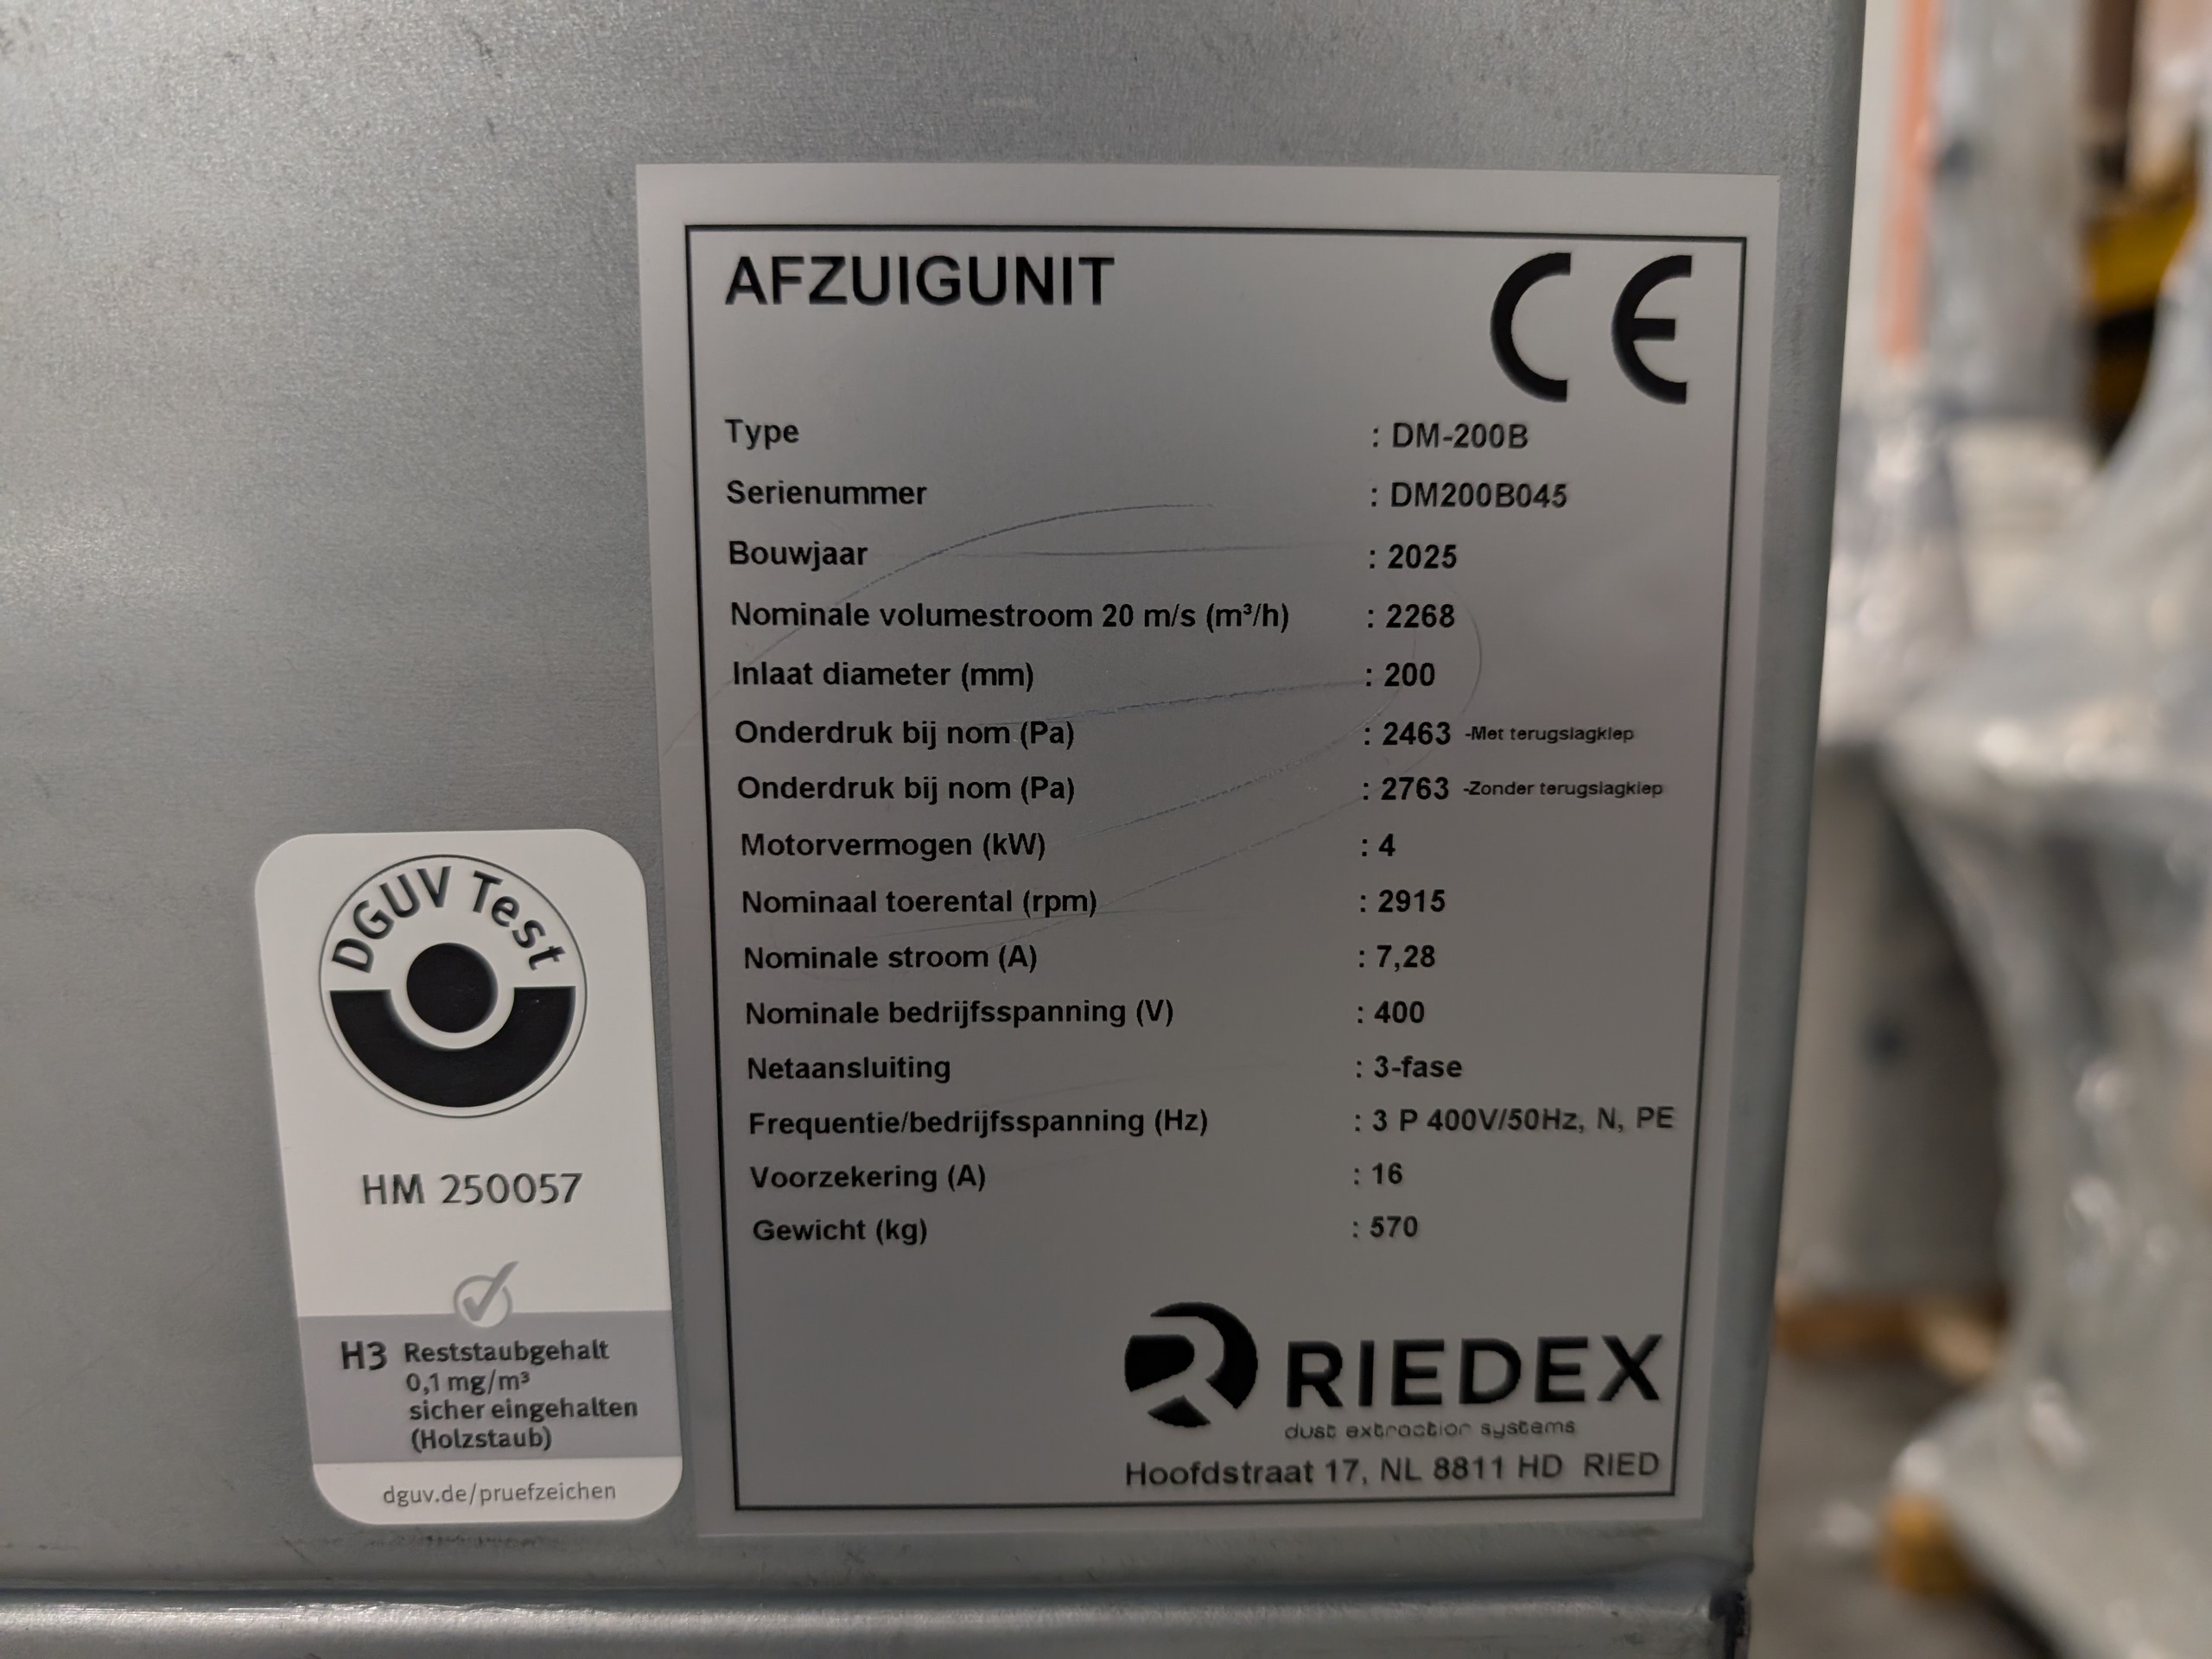 AFZUIGUNIT
CE
Type : DM-200B
Serienummer : DM200B045
Bouwjaar : 2025
Nominale volumestroom 20 m/s (m³/h) : 2268
Inlaat diameter (mm) : 200
Onderdruk bij nom (Pa) : 2463 -Met terugslagklep
Onderdruk bij nom (Pa) : 2763 -Zonder terugslagklep
Motorvermogen (kW) : 4
Nominaal toerental (rpm) : 2915
Nominale stroom (A) : 7,28
Nominale bedrijfsspanning (V) : 400
Netaansluiting : 3-fase
Frequentie/bedrijfsspanning (Hz) : 3 P 400V/50Hz, N, PE
Voorzekering (A) : 16
Gewicht (kg) : 570
RIEDEX
dust extraction systems
Hoofdstraat 17, NL 8811 HD RIED
DGUV Test
HM 250057
H3 Reststaubgehalt
0,1 mg/m³
sicher eingehalten
(Holzstaub)
dguv.de/pruefzeichen